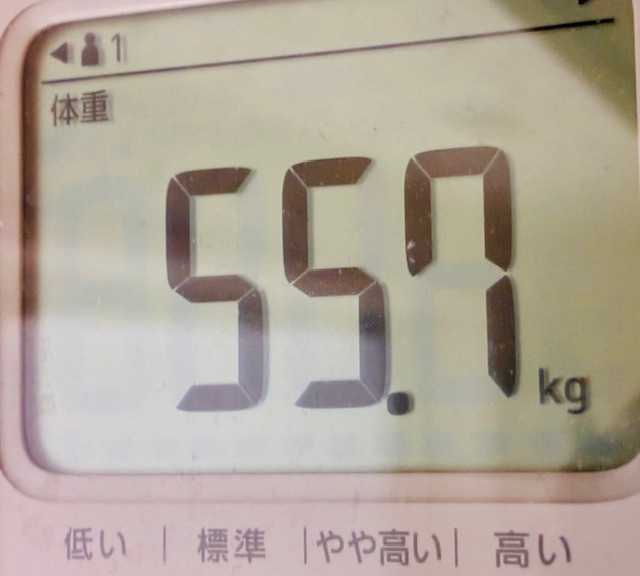 1
体重
55.7 kg
低い | 標準 | やや高い | 高い